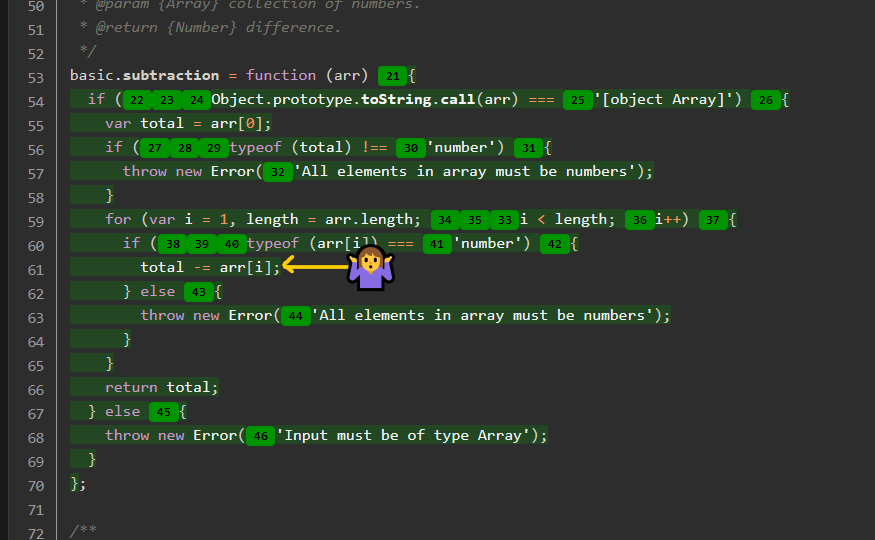 50 * @param {Array} collection of numbers.
51 * @return {Number} difference.
52 */
53 basic.subtraction = function (arr) 21 {
54 if ( 22 23 24 Object.prototype.toString.call(arr) === 25 '[object Array]') 26 {
55 var total = arr[0];
56 if ( 27 28 29 typeof (total) !== 30 'number') 31 {
57 throw new Error( 32 'All elements in array must be numbers');
58 }
59 for (var i = 1, length = arr.length; 34 35 33 i < length; 36 i++) 37 {
60 if ( 38 39 40 typeof (arr[i]) === 41 'number') 42 {
61 total -= arr[i];
62 } else 43 {
63 throw new Error( 44 'All elements in array must be numbers');
64 }
65 }
66 return total;
67 } else 45 {
68 throw new Error( 46 'Input must be of type Array');
69 }
70 };
71
72 /**